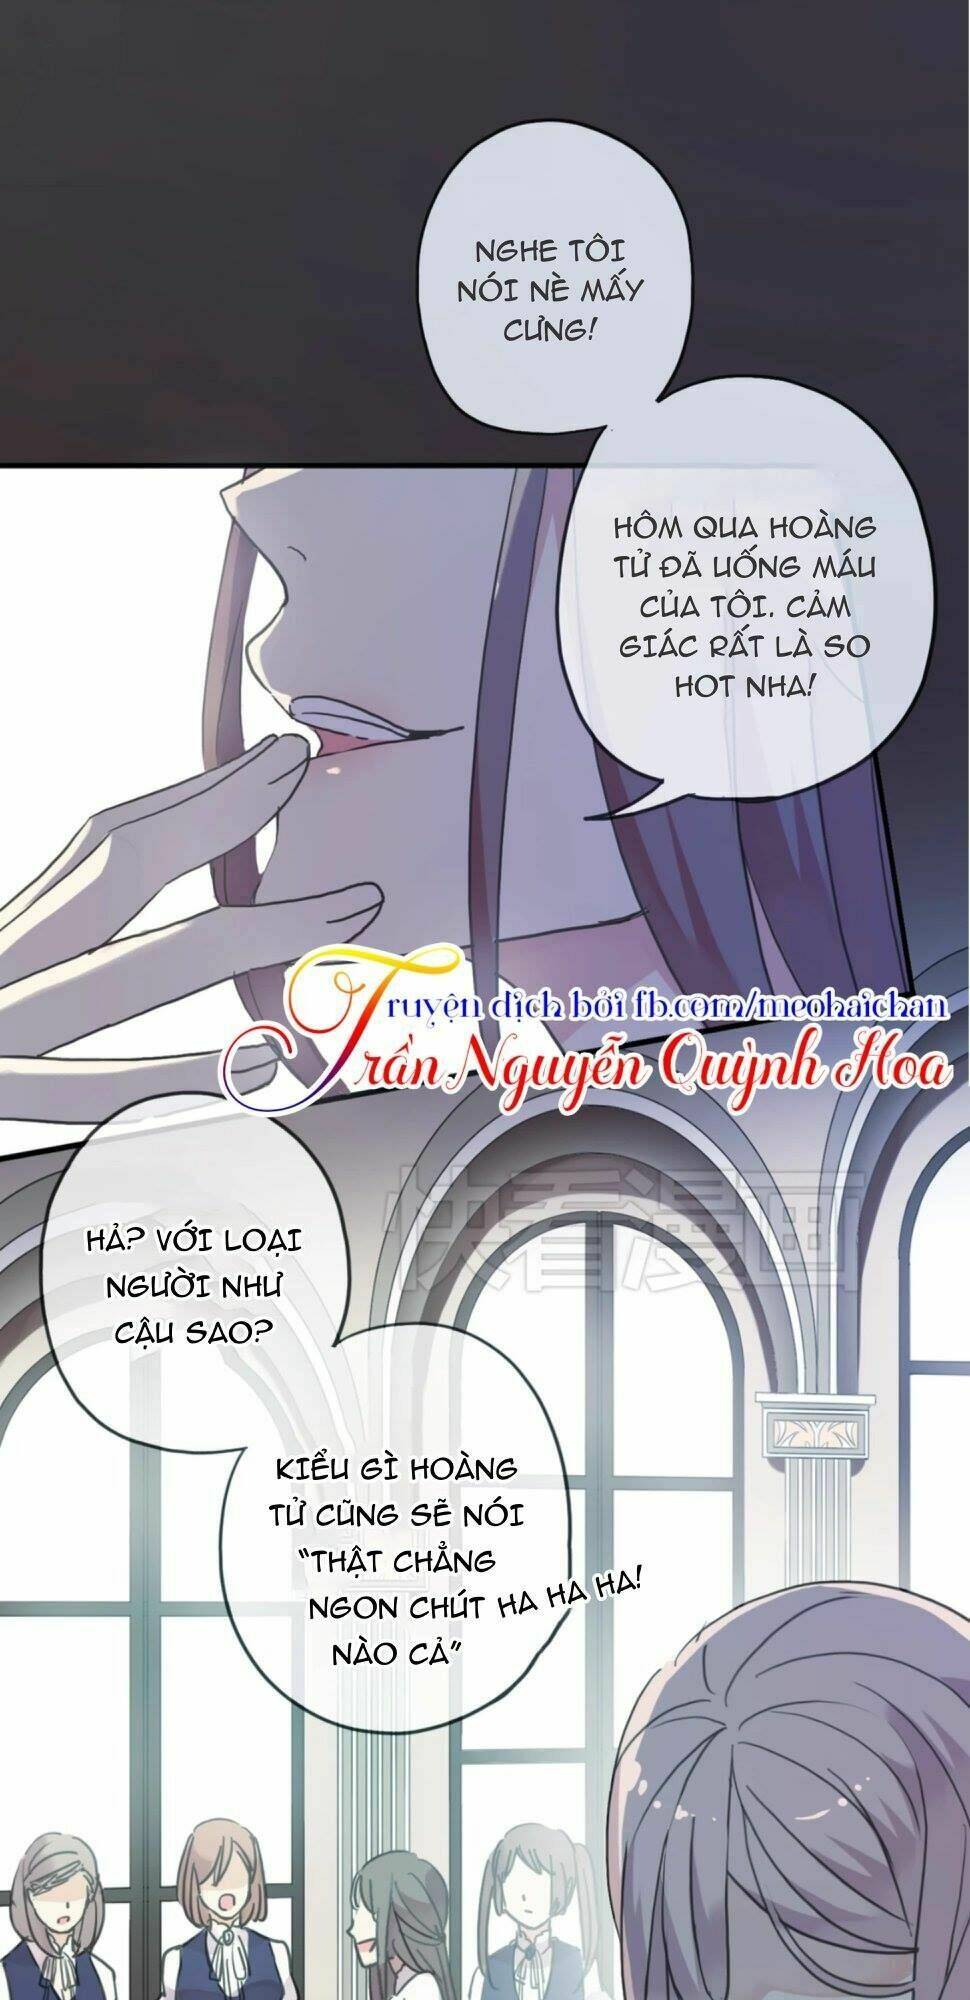 NGHE TÔI
NÓI NÈ MẤY
CƯNG!
HÔM QUA HOÀNG
TỬ ĐÃ UỐNG MÁU
CỦA TÔI. CẢM
GIÁC RẤT LÀ SO
HOT NHA!
Truyện dịch bởi fb.com/meohaichan
Trần Nguyễn Quỳnh Hoa
快看漫画
HẢ? VỚI LOẠI
NGƯỜI NHƯ
CẬU SAO?
KIỂU GÌ HOÀNG
TỬ CŨNG SẼ NÓI
“THẬT CHẲNG
NGON CHÚT HA HA HA!
NÀO CẢ”